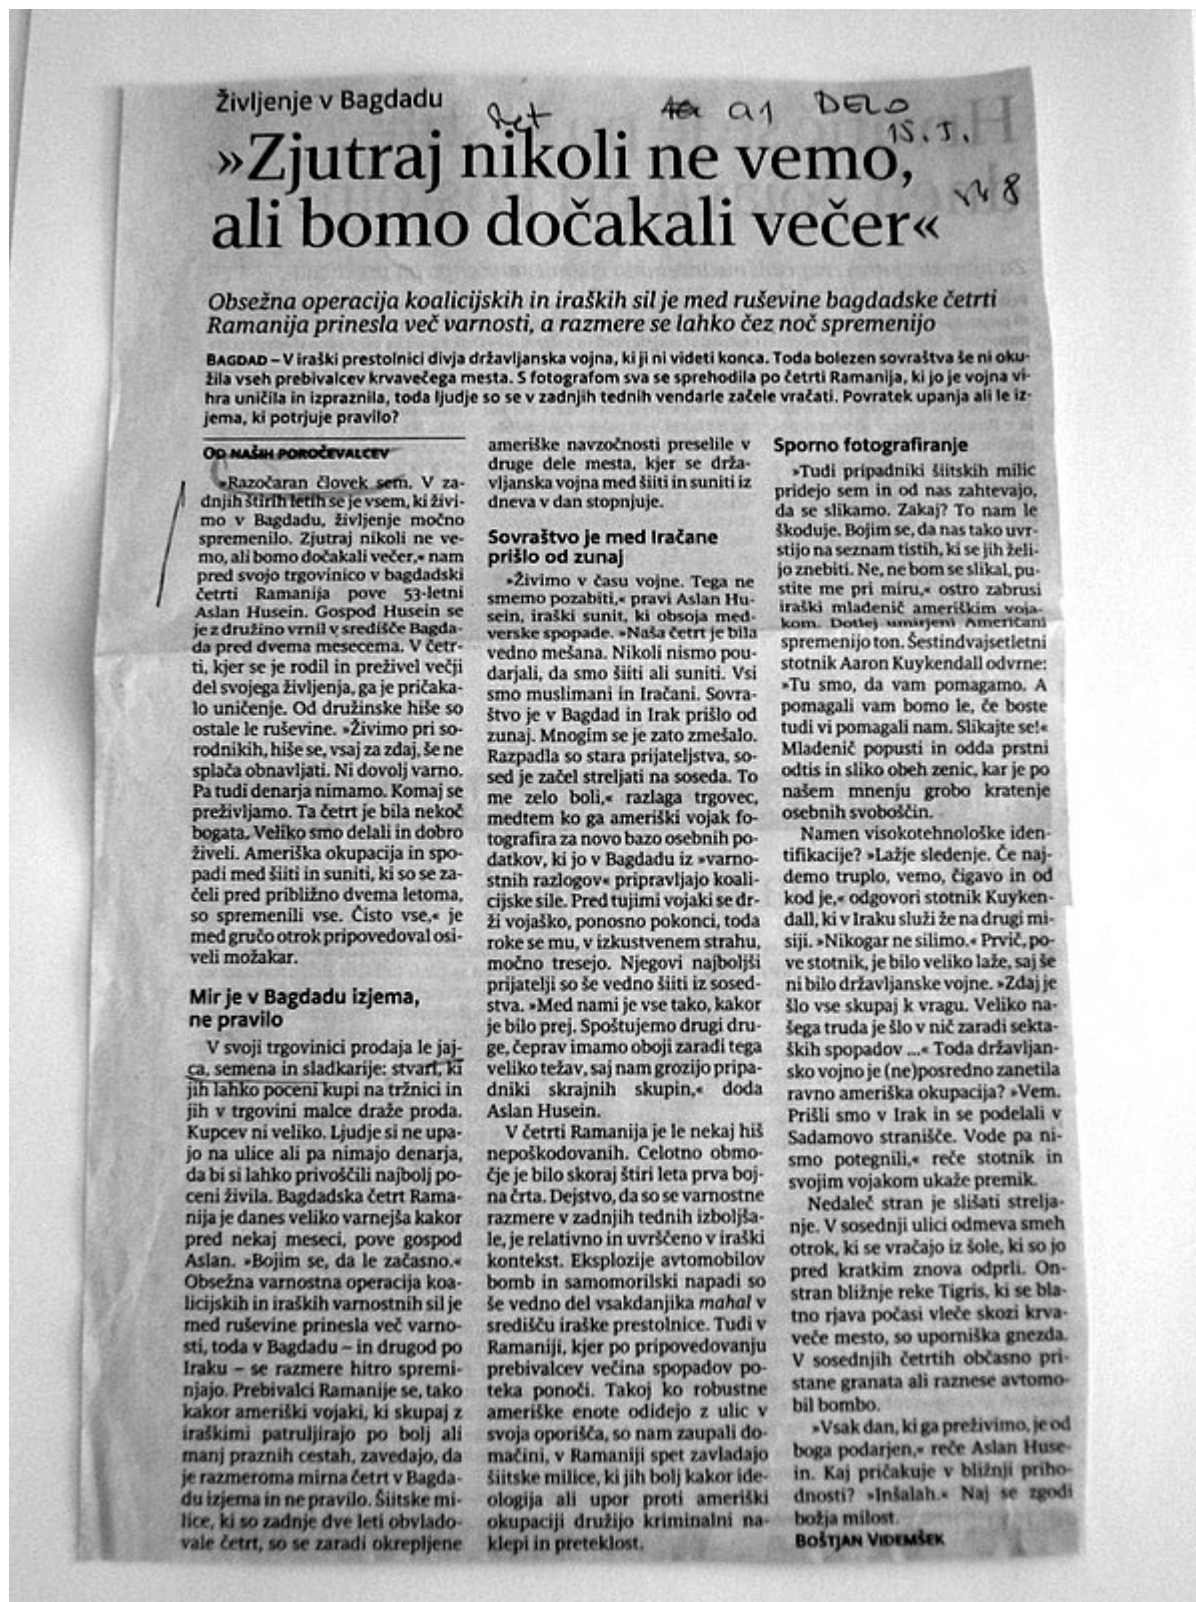 Življenje v Bagdadu
a1 DELO
15. 5.
»Zjutraj nikoli ne vemo,
ali bomo dočakali večer«
8
Obsežna operacija koalicijskih in iraških sil je med ruševine bagdadske četrti
Ramanija prinesla več varnosti, a razmere se lahko čez noč spremenijo
BAGDAD – V iraški prestolnici divja državljanska vojna, ki ji ni videti konca. Toda bolezen sovraštva še ni oku-
žila vseh prebivalcev krvavečega mesta. S fotografom sva se sprehodila po četrti Ramanija, ki jo je vojna vi-
hra uničila in izpraznila, toda ljudje so se v zadnjih tednih vendarle začele vračati. Povratek upanja ali le iz-
jema, ki potrjuje pravilo?
OD NAŠIH POROČEVALCEV
»Razočaran človek sem. V za-
dnjih štirih letih se je vsem, ki živi-
mo v Bagdadu, življenje močno
spremenilo. Zjutraj nikoli ne ve-
mo, ali bomo dočakali večer,« nam
pred svojo trgovinico v bagdadski
četrti Ramanija pove 53-letni
Aslan Husein. Gospod Husein se
je z družino vrnil v središče Bagda-
da pred dvema mesecema. V četr-
ti, kjer se je rodil in preživel večji
del svojega življenja, ga je pričaka-
lo uničenje. Od družinske hiše so
ostale le ruševine. »Živimo pri so-
rodnikih, hiše se, vsaj za zdaj, še ne
splača obnavljati. Ni dovolj varno.
Pa tudi denarja nimamo. Komaj se
preživljamo. Ta četrt je bila nekoč
bogata. Veliko smo delali in dobro
živeli. Ameriška okupacija in spo-
padi med šiiti in suniti, ki so se za-
čeli pred približno dvema letoma,
so spremenili vse. Čisto vse,« je
med gručo otrok pripovedoval osi-
veli možakar.
Mir je v Bagdadu izjema,
ne pravilo
V svoji trgovinici prodaja le jaj-
ca, semena in sladkarije: stvari, ki
jih lahko poceni kupi na tržnici in
jih v trgovini malce draže proda.
Kupcev ni veliko. Ljudje si ne upa-
jo na ulice ali pa nimajo denarja,
da bi si lahko privoščili najbolj po-
ceni živila. Bagdadska četrt Rama-
nija je danes veliko varnejša kakor
pred nekaj meseci, pove gospod
Aslan. »Bojim se, da le začasno.«
Obsežna varnostna operacija koa-
licijskih in iraških varnostnih sil je
med ruševine prinesla več varno-
sti, toda v Bagdadu – in drugod po
Iraku – se razmere hitro spremi-
njajo. Prebivalci Ramanije se, tako
kakor ameriški vojaki, ki skupaj z
iraškimi patruljirajo po bolj ali
manj praznih cestah, zavedajo, da
je razmeroma mirna četrt v Bagda-
du izjema in ne pravilo. Šiitske mi-
lice, ki so zadnje dve leti obvlado-
vale četrt, so se zaradi okrepljene
ameriške navzočnosti preselile v
druge dele mesta, kjer se drža-
vljanska vojna med šiiti in suniti iz
dneva v dan stopnjuje.
Sovraštvo je med Iračane
prišlo od zunaj
»Živimo v času vojne. Tega ne
smemo pozabiti,« pravi Aslan Hu-
sein, iraški sunit, ki obsoja med-
verske spopade. »Naša četrt je bila
vedno mešana. Nikoli nismo pou-
darjali, da smo šiiti ali suniti. Vsi
smo muslimani in Iračani. Sovra-
štvo je v Bagdad in Irak prišlo od
zunaj. Mnogim se je zato zmešalo.
Razpadla so stara prijateljstva, so-
sed je začel streljati na soseda. To
me zelo boli,« razlaga trgovec,
medtem ko ga ameriški vojak fo-
tografira za novo bazo osebnih po-
datkov, ki jo v Bagdadu iz »varno-
stnih razlogov« pripravljajo koali-
cijske sile. Pred tujimi vojaki se dr-
ži vojaško, ponosno pokonci, toda
roke se mu, v izkustvenem strahu,
močno tresejo. Njegovi najboljši
prijatelji so še vedno šiiti iz sosed-
stva. »Med nami je vse tako, kakor
je bilo prej. Spoštujemo drugi dru-
ge, čeprav imamo oboji zaradi tega
veliko težav, saj nam grozijo pripa-
dniki skrajnih skupin,« doda
Aslan Husein.
V četrti Ramanija je le nekaj hiš
nepoškodovanih. Celotno obmo-
čje je bilo skoraj štiri leta prva boj-
na črta. Dejstvo, da so se varnostne
razmere v zadnjih tednih izboljša-
le, je relativno in uvrščeno v iraški
kontekst. Eksplozije avtomobilov
bomb in samomorilski napadi so
še vedno del vsakdanjika mahal v
središču iraške prestolnice. Tudi v
Ramaniji, kjer po pripovedovanju
prebivalcev večina spopadov po-
teka ponoči. Takoj ko robustne
ameriške enote odidejo z ulic v
svoja oporišča, so nam zaupali do-
mačini, v Ramaniji spet zavladajo
šiitske milice, ki jih bolj kakor ide-
ologija ali upor proti ameriški
okupaciji družijo kriminalni na-
klepi in preteklost.
Sporno fotografiranje
»Tudi pripadniki šiitskih milic
pridejo sem in od nas zahtevajo,
da se slikamo. Zakaj? To nam le
škoduje. Bojim se, da nas tako uvr-
stijo na seznam tistih, ki se jih želi-
jo znebiti. Ne, ne bom se slikal, pu-
stite me pri miru,« ostro zabrusi
iraški mladenič ameriškim voja-
kom. Dotlej umirjeni Američani
spremenijo ton. Šestindvajsetletni
stotnik Aaron Kuykendall odvrne:
»Tu smo, da vam pomagamo. A
pomagali vam bomo le, če boste
tudi vi pomagali nam. Slikajte se!«
Mladenič popusti in odda prstni
odtis in sliko obeh zenic, kar je po
našem mnenju grobo kratenje
osebnih svoboščin.
Namen visokotehnološke iden-
tifikacije? »Lažje sledenje. Če naj-
demo truplo, vemo, čigavo in od
kod je,« odgovori stotnik Kuyken-
dall, ki v Iraku služi že na drugi mi-
siji. »Nikogar ne silimo.« Prvič, po-
ve stotnik, je bilo veliko laže, saj še
ni bilo državljanske vojne. »Zdaj je
šlo vse skupaj k vragu. Veliko na-
šega truda je šlo v nič zaradi sekta-
ških spopadov ...« Toda državljan-
sko vojno je (ne)posredno zanetila
ravno ameriška okupacija? »Vem.
Prišli smo v Irak in se podelali v
Sadamovo stranišče. Vode pa ni-
smo potegnili,« reče stotnik in
svojim vojakom ukaže premik.
Nedaleč stran je slišati strelja-
nje. V sosednji ulici odmeva smeh
otrok, ki se vračajo iz šole, ki so jo
pred kratkim znova odprli. On-
stran bližnje reke Tigris, ki se bla-
tno rjava počasi vleče skozi krva-
veče mesto, so uporniška gnezda.
V sosednjih četrtih občasno pri-
stane granata ali raznese avtomo-
bil bombo.
»Vsak dan, ki ga preživimo, je od
boga podarjen,« reče Aslan Huse-
in. Kaj pričakuje v bližnji priho-
dnosti? »Inšalah.« Naj se zgodi
božja milost.
BOŠTJAN VIDEMŠEK